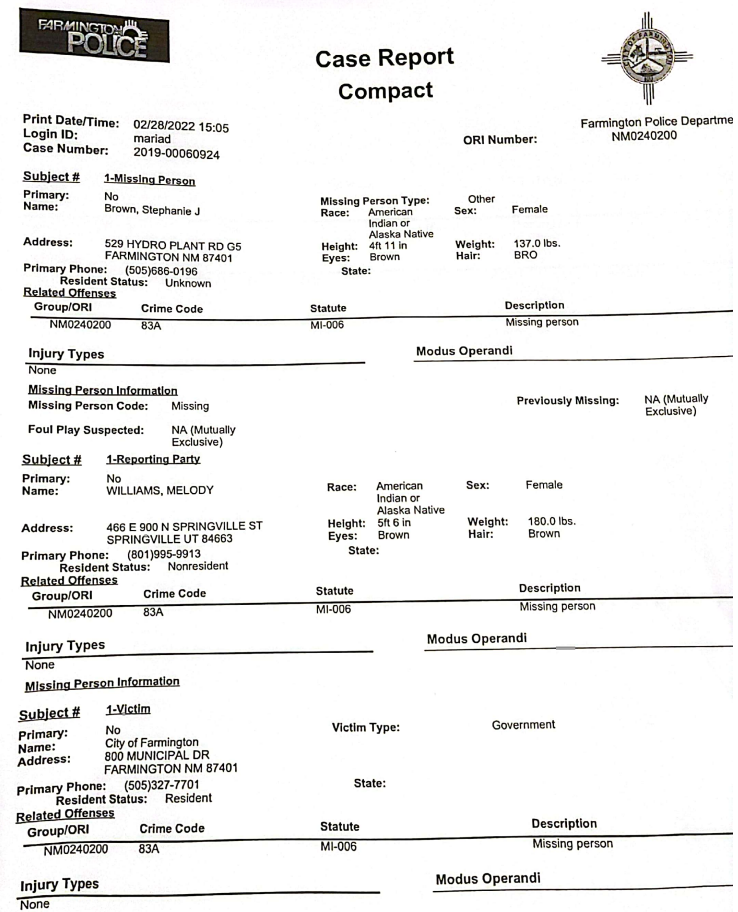 FARMINGTON
POLICE
Case Report
Compact
CITY OF FARMINGTON
Print Date/Time: 02/28/2022 15:05
Login ID: mariad
Case Number: 2019-00060924
Farmington Police Departme
ORI Number: NM0240200
Subject # 1-Missing Person
Primary: No
Name: Brown, Stephanie J
Missing Person Type: Other
Race: American Indian or Alaska Native Sex: Female
Address: 529 HYDRO PLANT RD G5
FARMINGTON NM 87401
Height: 4ft 11 in Weight: 137.0 lbs.
Eyes: Brown Hair: BRO
Primary Phone: (505)686-0196 State:
Resident Status: Unknown
Related Offenses
Group/ORI Crime Code Statute Description
NM0240200 83A MI-006 Missing person
Injury Types Modus Operandi
None
Missing Person Information
Missing Person Code: Missing Previously Missing: NA (Mutually
Exclusive)
Foul Play Suspected: NA (Mutually
Exclusive)
Subject # 1-Reporting Party
Primary: No
Name: WILLIAMS, MELODY
Race: American Indian or Alaska Native Sex: Female
Address: 466 E 900 N SPRINGVILLE ST
SPRINGVILLE UT 84663
Height: 5ft 6 in Weight: 180.0 lbs.
Eyes: Brown Hair: Brown
Primary Phone: (801)995-9913 State:
Resident Status: Nonresident
Related Offenses
Group/ORI Crime Code Statute Description
NM0240200 83A MI-006 Missing person
Injury Types Modus Operandi
None
Missing Person Information
Subject # 1-Victim
Primary: No Victim Type: Government
Name: City of Farmington
Address: 800 MUNICIPAL DR
FARMINGTON NM 87401
Primary Phone: (505)327-7701 State:
Resident Status: Resident
Related Offenses
Group/ORI Crime Code Statute Description
NM0240200 83A MI-006 Missing person
Injury Types Modus Operandi
None